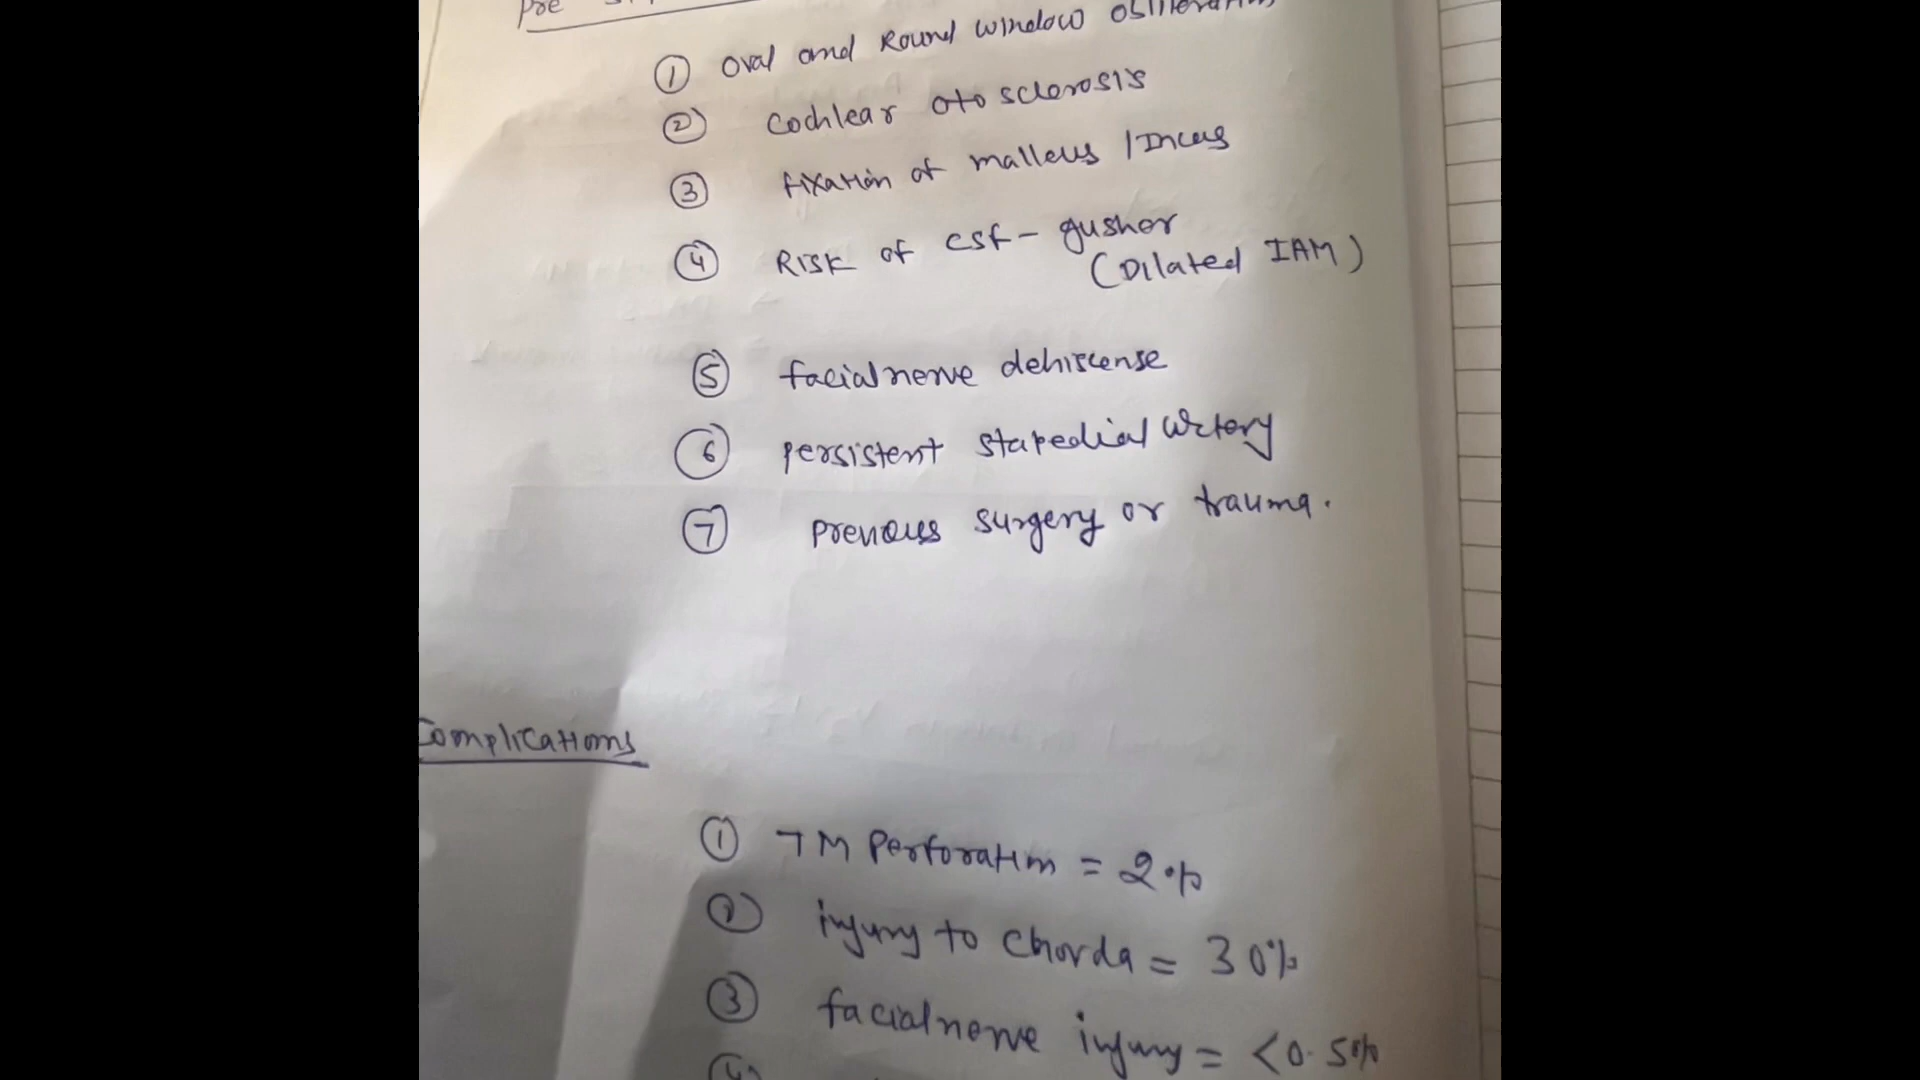 Pre
① oval and Round window
② cochlear otosclerosis
③ fixation of malleus / Incus
④ Risk of CSF - gusher
(Dilated IAM)
⑤ facial nerve dehiscense
⑥ persistent stapedial artery
⑦ previous surgery or trauma.
Complications
① TM Perforation = 2%
② injury to chorda = 30%
③ facial nerve injury = <0.5%
④